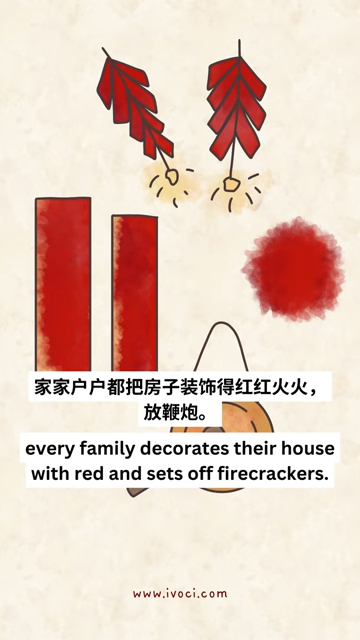 家家户户都把房子装饰得红红火火，
放鞭炮。
every family decorates their house
with red and sets off firecrackers.
www.ivoci.com